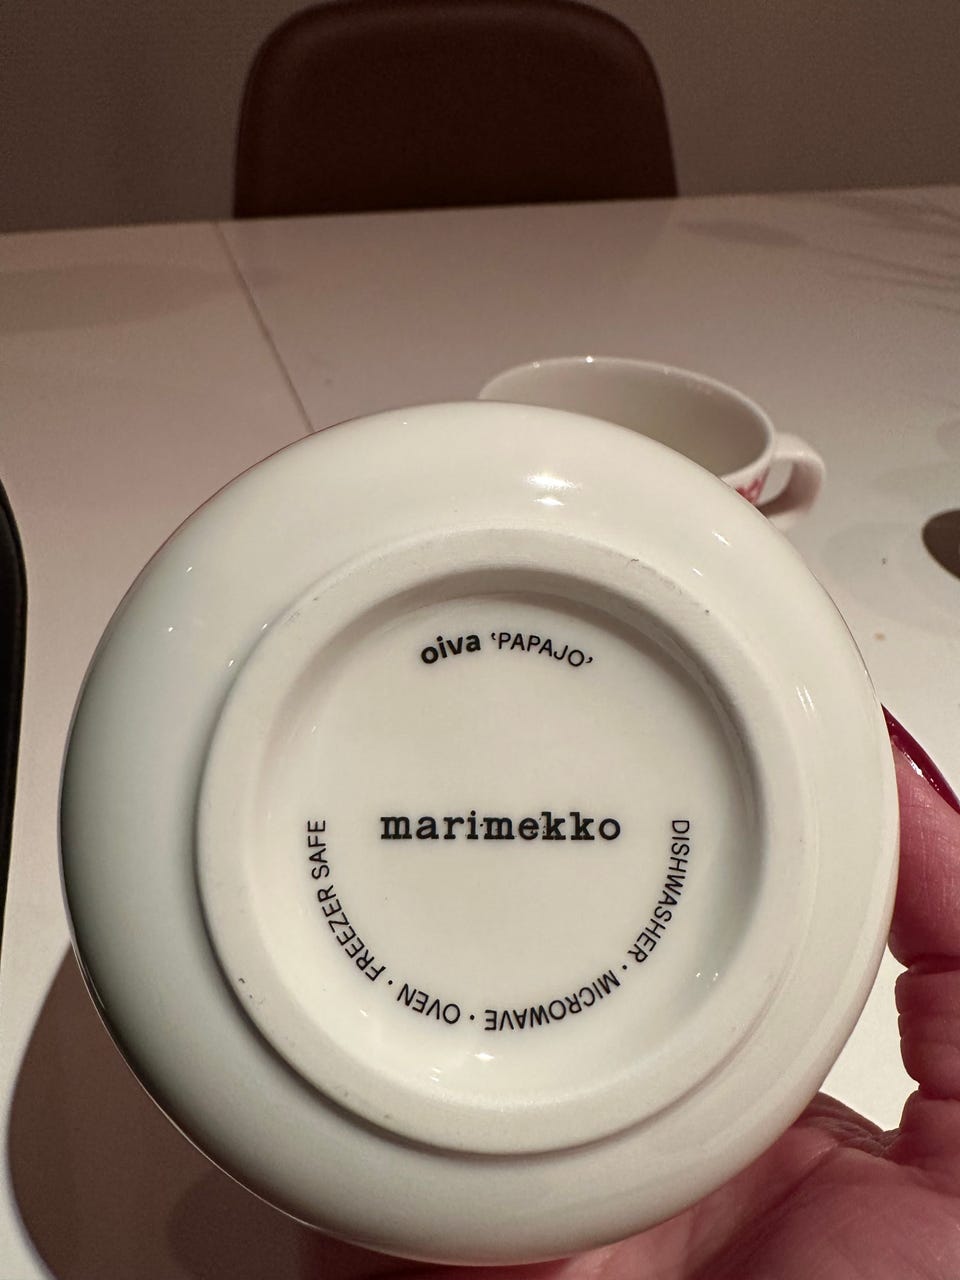 oiva ‘PAPAJO’
marimekko
DISHWASHER · MICROWAVE · OVEN · FREEZER SAFE